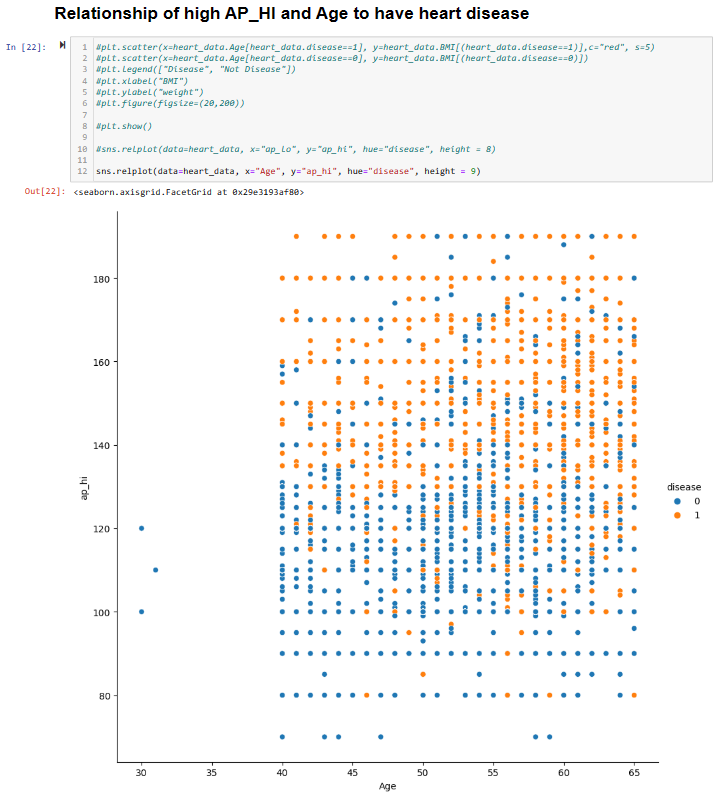 Relationship of high AP_HI and Age to have heart disease
In [22]:
1 #plt.scatter(x=heart_data.Age[heart_data.disease==1], y=heart_data.BMI[(heart_data.disease==1)],c="red", s=5)
2 #plt.scatter(x=heart_data.Age[heart_data.disease==0], y=heart_data.BMI[(heart_data.disease==0)])
3 #plt.legend(["Disease", "Not Disease"])
4 #plt.xlabel("BMI")
5 #plt.ylabel("weight")
6 #plt.figure(figsize=(20,200))
7
8 #plt.show()
9
10 #sns.relplot(data=heart_data, x="ap_lo", y="ap_hi", hue="disease", height = 8)
11
12 sns.relplot(data=heart_data, x="Age", y="ap_hi", hue="disease", height = 9)
Out[22]: <seaborn.axisgrid.FacetGrid at 0x29e3193af80>
180
160
140
120
100
80
ap_hi
disease
0
1
30 35 40 45 50 55 60 65
Age